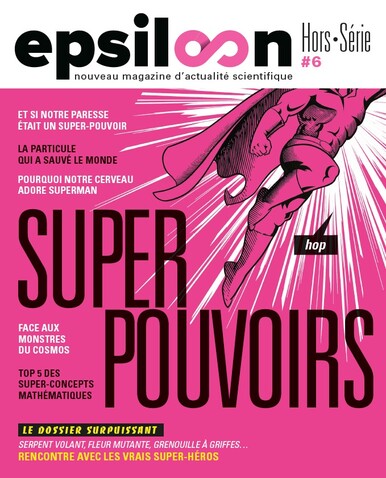 epsiloon
Hors•Série
#6
nouveau magazine d'actualité scientifique
ET SI NOTRE PARESSE
ÉTAIT UN SUPER-POUVOIR
LA PARTICULE
QUI A SAUVÉ LE MONDE
POURQUOI NOTRE CERVEAU
ADORE SUPERMAN
hop
SUPER
POUVOIRS
FACE AUX
MONSTRES
DU COSMOS
TOP 5 DES
SUPER-CONCEPTS
MATHÉMATIQUES
LE DOSSIER SURPUISSANT
SERPENT VOLANT, FLEUR MUTANTE, GRENOUILLE À GRIFFES...
RENCONTRE AVEC LES VRAIS SUPER-HÉROS